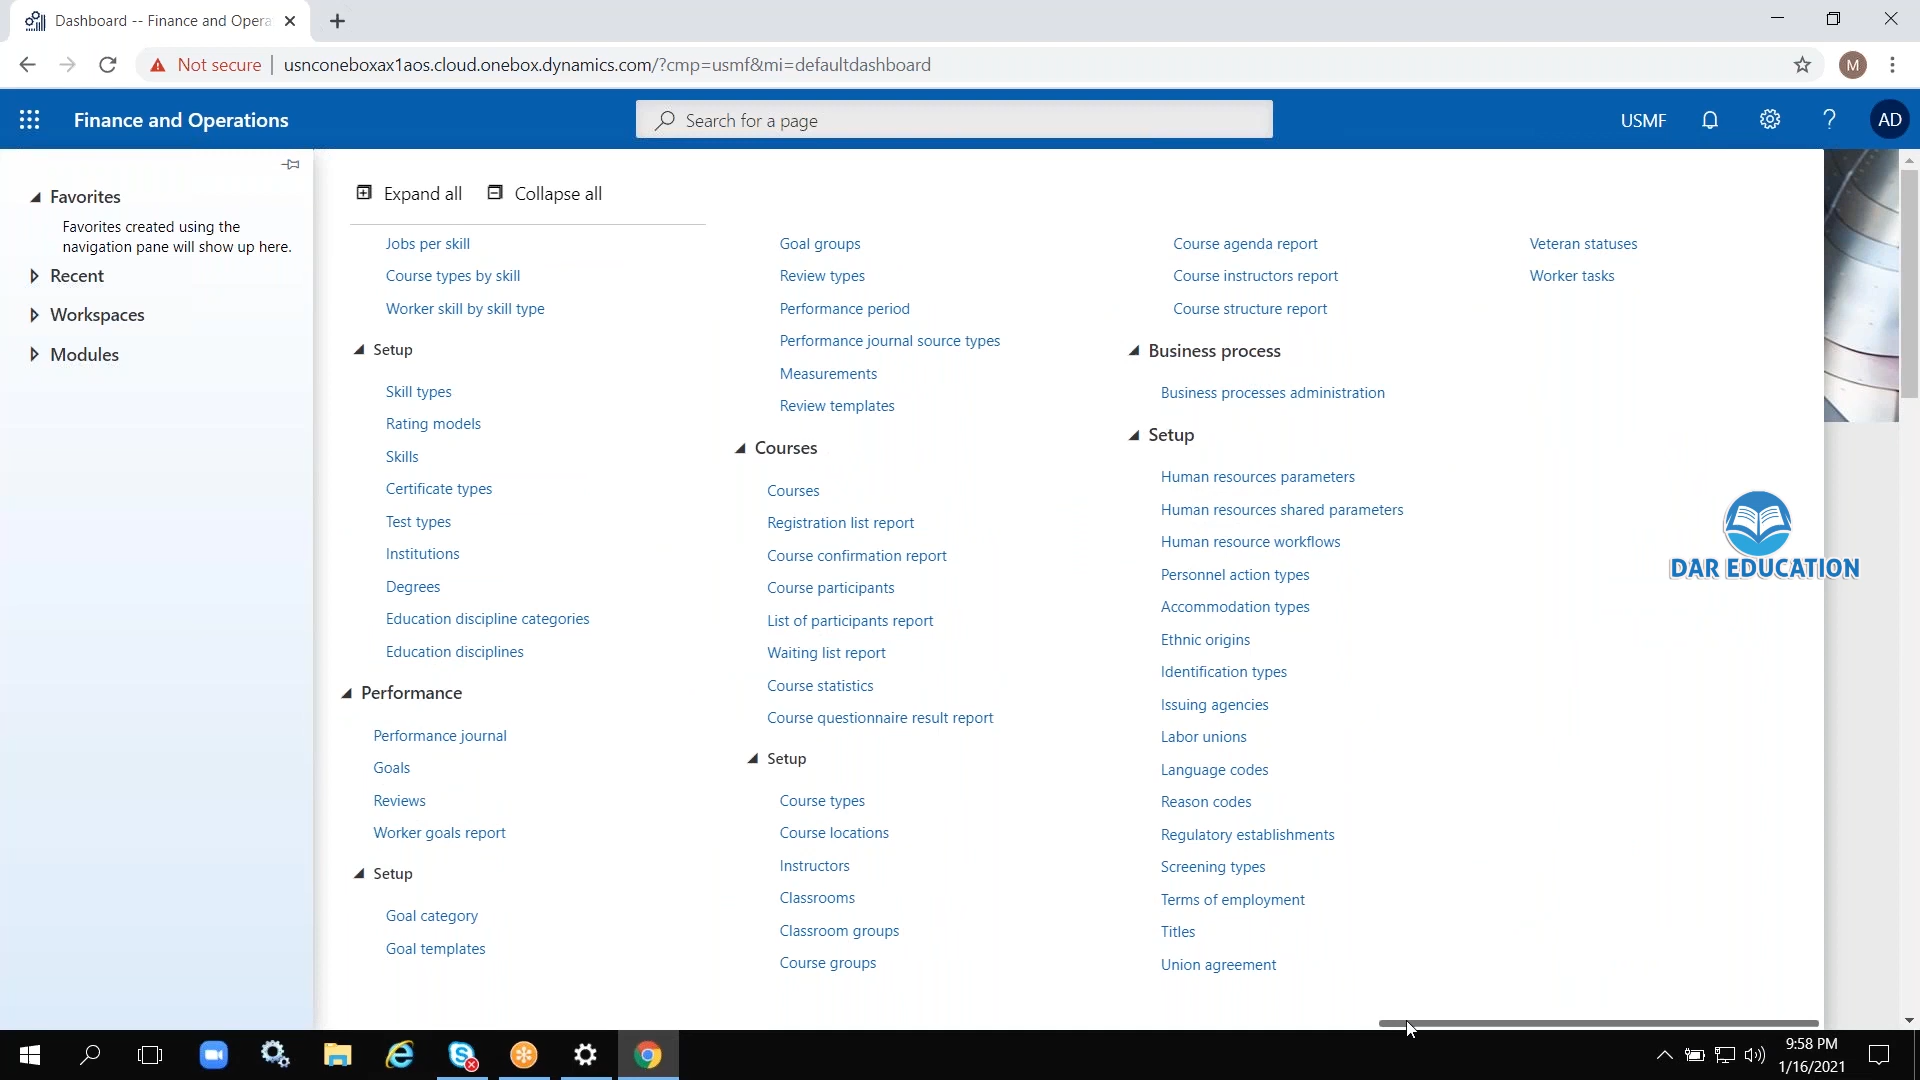 Dashboard -- Finance and Opera
Not secure
usnconeboxax1aos.cloud.onebox.dynamics.com/?cmp=usmf&mi=defaultdashboard
M
Finance and Operations
Search for a page
USMF
?
AD
Favorites
Favorites created using the
navigation pane will show up here.
Recent
Workspaces
Modules
Expand all
Collapse all
Jobs per skill
Course types by skill
Worker skill by skill type
Setup
Skill types
Rating models
Skills
Certificate types
Test types
Institutions
Degrees
Education discipline categories
Education disciplines
Performance
Performance journal
Goals
Reviews
Worker goals report
Setup
Goal category
Goal templates
Goal groups
Review types
Performance period
Performance journal source types
Measurements
Review templates
Courses
Courses
Registration list report
Course confirmation report
Course participants
List of participants report
Waiting list report
Course statistics
Course questionnaire result report
Setup
Course types
Course locations
Instructors
Classrooms
Classroom groups
Course groups
Course agenda report
Course instructors report
Course structure report
Business process
Business processes administration
Setup
Human resources parameters
Human resources shared parameters
Human resource workflows
Personnel action types
Accommodation types
Ethnic origins
Identification types
Issuing agencies
Labor unions
Language codes
Reason codes
Regulatory establishments
Screening types
Terms of employment
Titles
Union agreement
Veteran statuses
Worker tasks
DAR EDUCATION
9:58 PM
1/16/2021